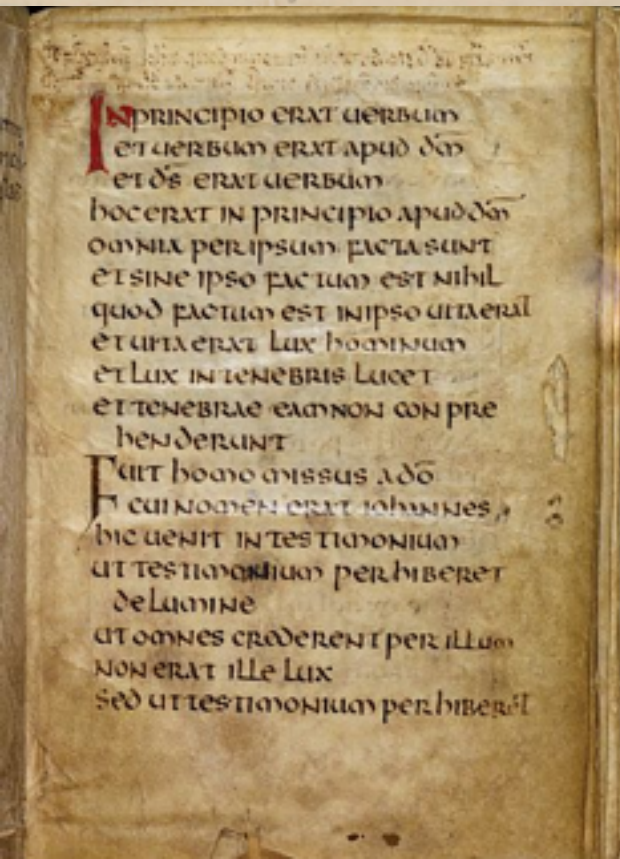 IN PRINCIPIO ERAT UERBUM
ET UERBUM ERAT APUD dm̄
ET ds̄ ERAT UERBUM
hoc ERAT IN PRINCIPIO APUD dm̄
OMNIA PER IPSUM FACTA SUNT
ET SINE IPSO FACTUM EST NIHIL
quod FACTUM EST IN IPSO UITA ERAT
ET UITA ERAT LUX hominum
ET LUX IN TENEBRIS LUCET
ET TENEBRAE EAM NON CONPRE
hendERUNT
FUIT homo missus A dō
CUI NOMEN ERAT IOhANNES
hic UENIT IN TESTIMONIUM
UT TESTIMONIUM PERhIBERET
de LUMINE
UT OMNES CREDERENT PER ILLUM
NON ERAT ILLE LUX
SED UT TESTIMONIUM PERhIBERET